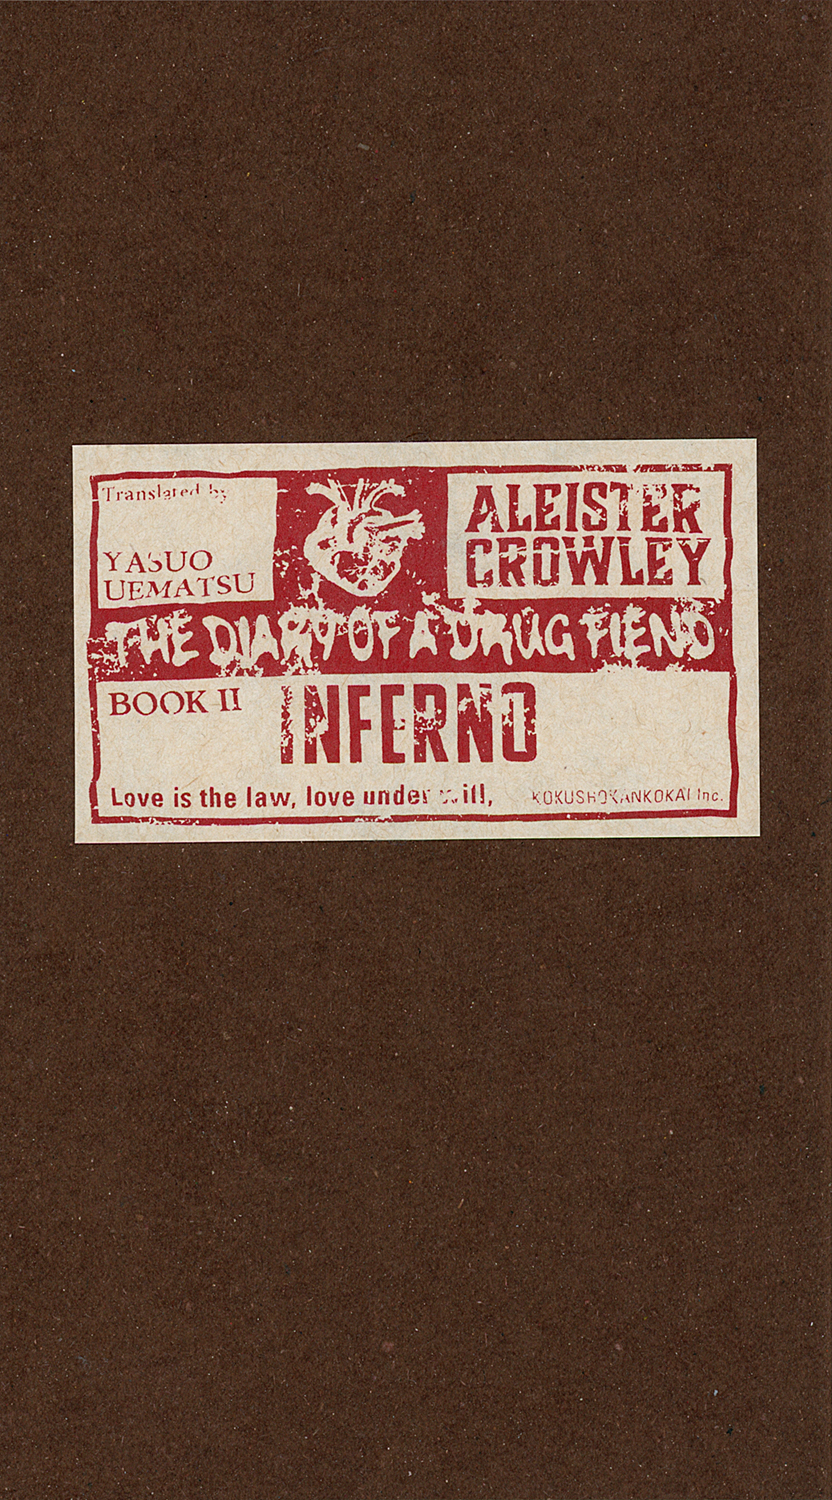 Translated by
YASUO
UEMATSU
ALEISTER
CROWLEY
THE DIARY OF A DRUG FIEND
BOOK II
INFERNO
Love is the law, love under will,
KOKUSHOKANKOKAI Inc.